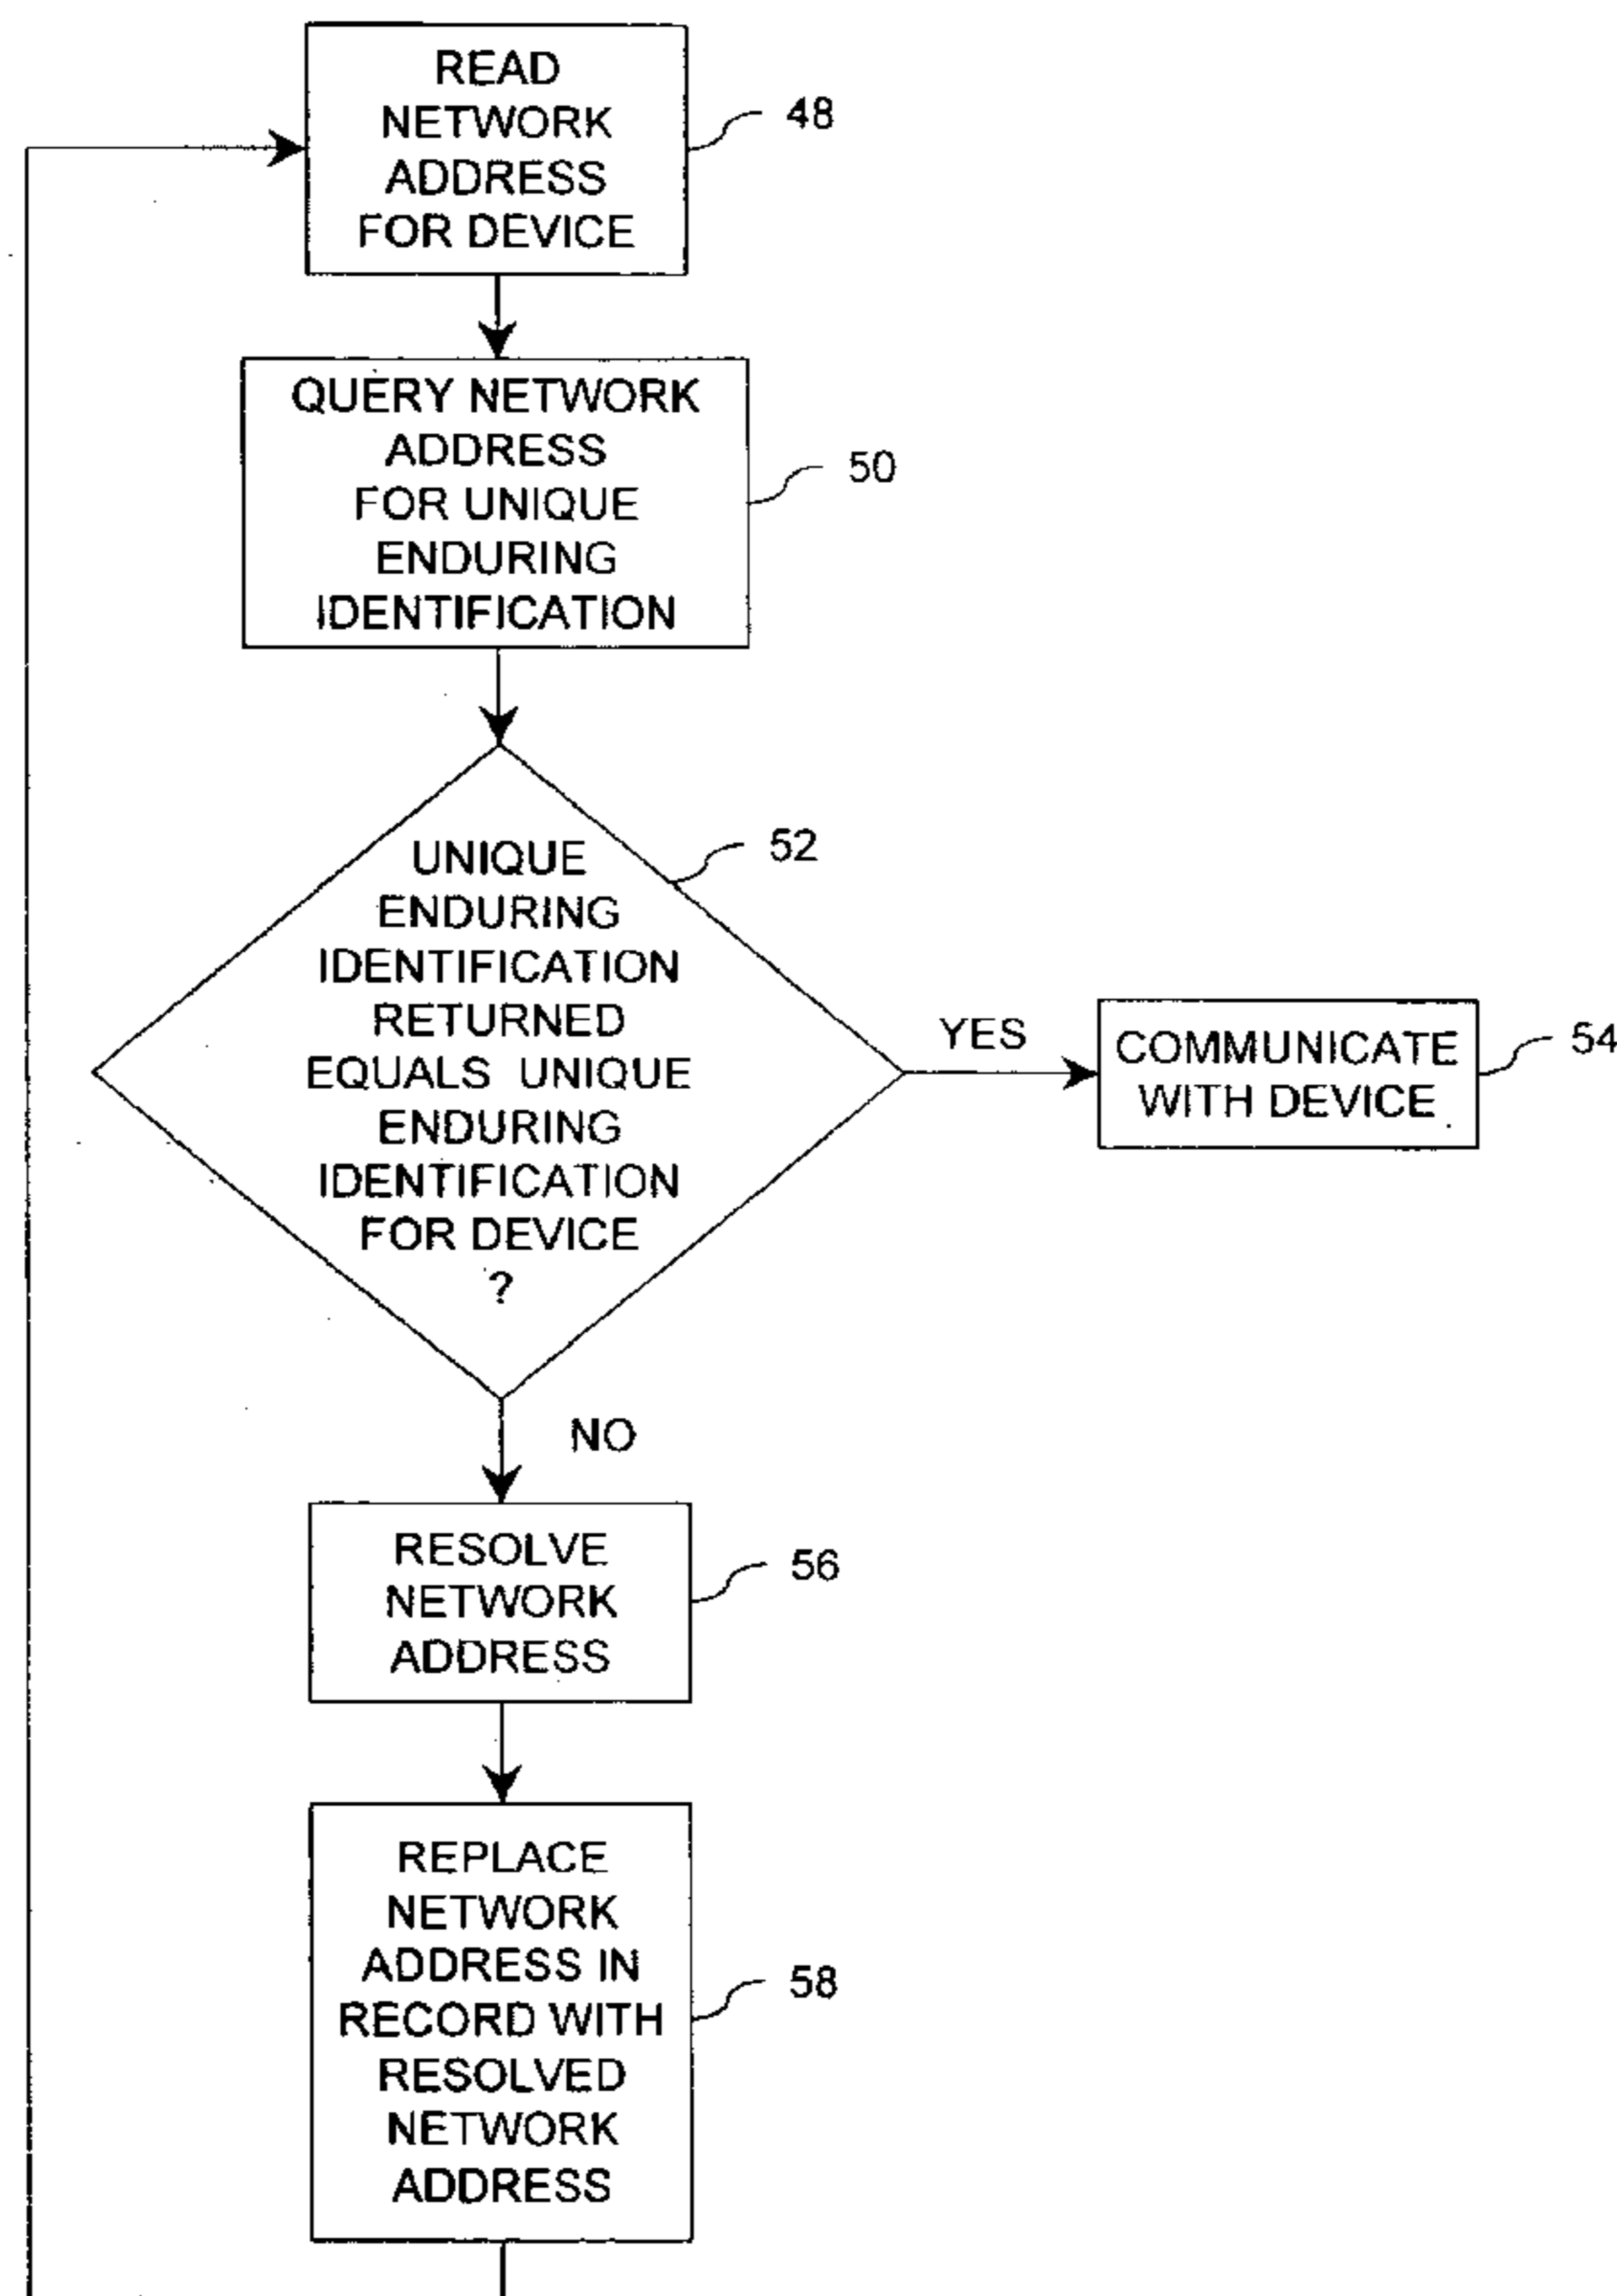 READ
NETWORK
ADDRESS
FOR DEVICE
48
QUERY NETWORK
ADDRESS
FOR UNIQUE
ENDURING
IDENTIFICATION
50
UNIQUE
ENDURING
IDENTIFICATION
RETURNED
EQUALS UNIQUE
ENDURING
IDENTIFICATION
FOR DEVICE
?
52
YES
COMMUNICATE
WITH DEVICE
54
NO
RESOLVE
NETWORK
ADDRESS
56
REPLACE
NETWORK
ADDRESS IN
RECORD WITH
RESOLVED
NETWORK
ADDRESS
58